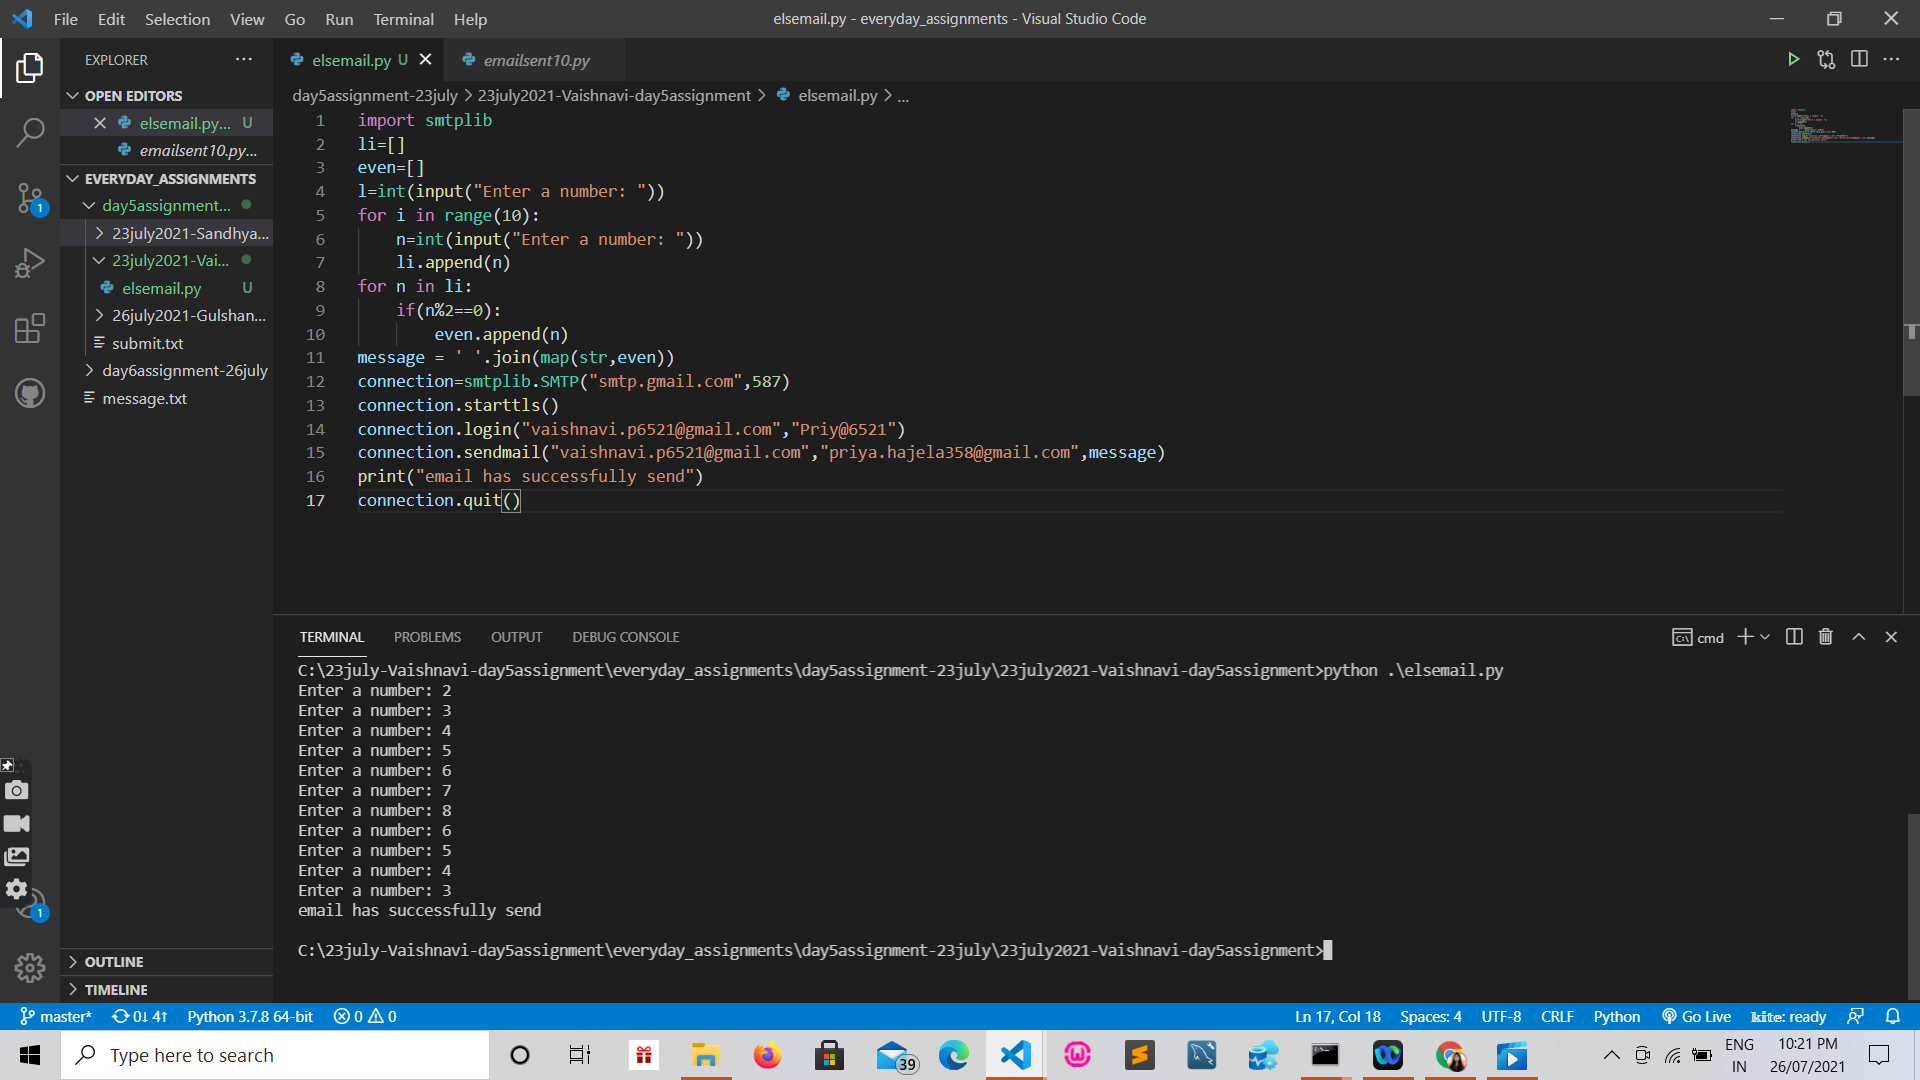 File Edit Selection View Go Run Terminal Help
elsemail.py - everyday_assignments - Visual Studio Code
EXPLORER
OPEN EDITORS
elsemail.py... U
emailsent10.py...
EVERYDAY_ASSIGNMENTS
day5assignment...
23july2021-Sandhya...
23july2021-Vai...
elsemail.py U
26july2021-Gulshan...
submit.txt
day6assignment-26july
message.txt
OUTLINE
TIMELINE
elsemail.py U
emailsent10.py
day5assignment-23july > 23july2021-Vaishnavi-day5assignment > elsemail.py > ...
1 import smtplib
2 li=[]
3 even=[]
4 l=int(input("Enter a number: "))
5 for i in range(10):
6 n=int(input("Enter a number: "))
7 li.append(n)
8 for n in li:
9 if(n%2==0):
10 even.append(n)
11 message = ' '.join(map(str,even))
12 connection=smtplib.SMTP("smtp.gmail.com",587)
13 connection.starttls()
14 connection.login("vaishnavi.p6521@gmail.com","Priy@6521")
15 connection.sendmail("vaishnavi.p6521@gmail.com","priya.hajela358@gmail.com",message)
16 print("email has successfully send")
17 connection.quit()
TERMINAL PROBLEMS OUTPUT DEBUG CONSOLE
cmd
C:\23july-Vaishnavi-day5assignment\everyday_assignments\day5assignment-23july\23july2021-Vaishnavi-day5assignment>python .\elsemail.py
Enter a number: 2
Enter a number: 3
Enter a number: 4
Enter a number: 5
Enter a number: 6
Enter a number: 7
Enter a number: 8
Enter a number: 6
Enter a number: 5
Enter a number: 4
Enter a number: 3
email has successfully send
C:\23july-Vaishnavi-day5assignment\everyday_assignments\day5assignment-23july\23july2021-Vaishnavi-day5assignment>
1
1
master* 0↓ 4↑ Python 3.7.8 64-bit 0 0
Ln 17, Col 18 Spaces: 4 UTF-8 CRLF Python Go Live kite: ready
Type here to search
39
ENG
IN
10:21 PM
26/07/2021